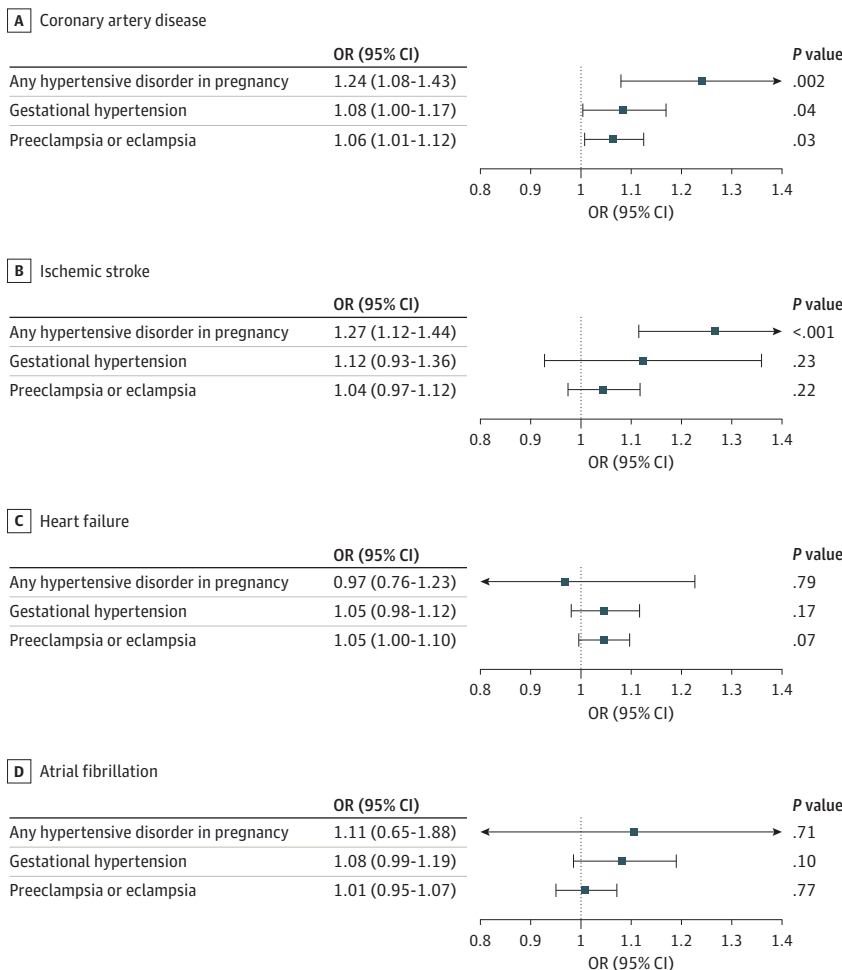 A Coronary artery disease
OR (95% CI) P value
Any hypertensive disorder in pregnancy 1.24 (1.08-1.43) .002
Gestational hypertension 1.08 (1.00-1.17) .04
Preeclampsia or eclampsia 1.06 (1.01-1.12) .03
0.8 0.9 1 1.1 1.2 1.3 1.4
OR (95% CI)
B Ischemic stroke
OR (95% CI) P value
Any hypertensive disorder in pregnancy 1.27 (1.12-1.44) <.001
Gestational hypertension 1.12 (0.93-1.36) .23
Preeclampsia or eclampsia 1.04 (0.97-1.12) .22
0.8 0.9 1 1.1 1.2 1.3 1.4
OR (95% CI)
C Heart failure
OR (95% CI) P value
Any hypertensive disorder in pregnancy 0.97 (0.76-1.23) .79
Gestational hypertension 1.05 (0.98-1.12) .17
Preeclampsia or eclampsia 1.05 (1.00-1.10) .07
0.8 0.9 1 1.1 1.2 1.3 1.4
OR (95% CI)
D Atrial fibrillation
OR (95% CI) P value
Any hypertensive disorder in pregnancy 1.11 (0.65-1.88) .71
Gestational hypertension 1.08 (0.99-1.19) .10
Preeclampsia or eclampsia 1.01 (0.95-1.07) .77
0.8 0.9 1 1.1 1.2 1.3 1.4
OR (95% CI)